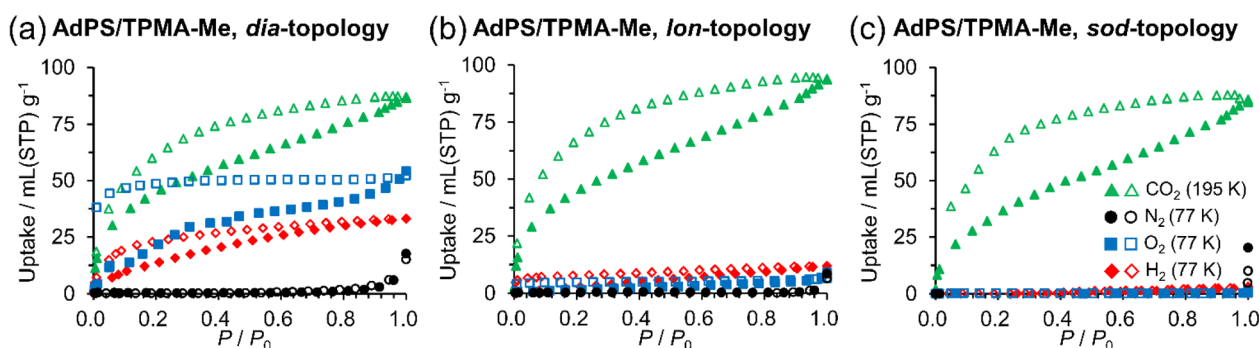 (a) AdPS/TPMA-Me, dia-topology
(b) AdPS/TPMA-Me, lon-topology
(c) AdPS/TPMA-Me, sod-topology
Uptake / mL(STP) g⁻¹
100
75
50
25
0
0.0 0.2 0.4 0.6 0.8 1.0
P / P₀
Uptake / mL(STP) g⁻¹
100
75
50
25
0
0.0 0.2 0.4 0.6 0.8 1.0
P / P₀
Uptake / mL(STP) g⁻¹
100
75
50
25
0
0.0 0.2 0.4 0.6 0.8 1.0
P / P₀
CO₂ (195 K)
N₂ (77 K)
O₂ (77 K)
H₂ (77 K)